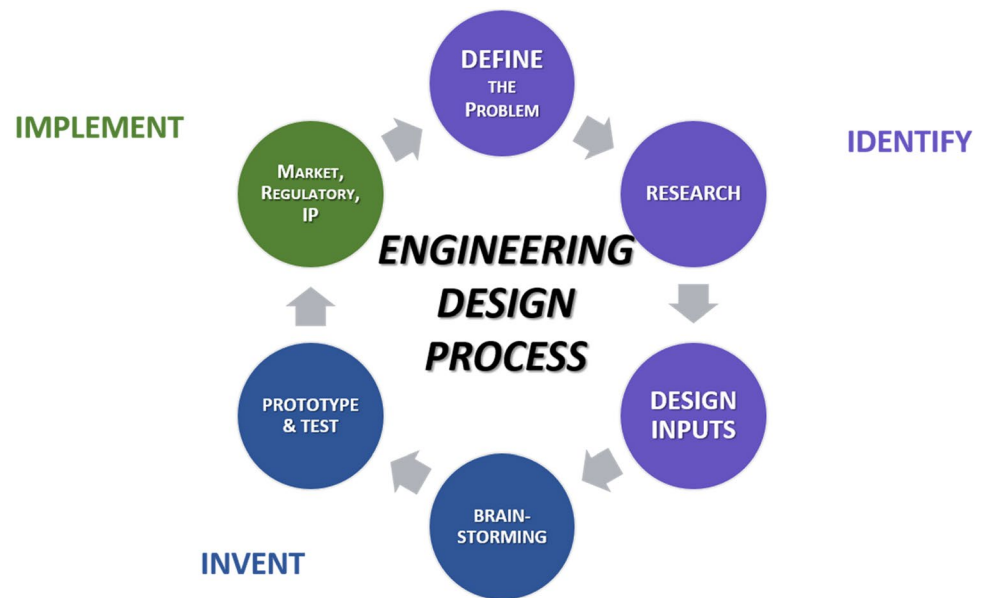 DEFINE
THE
PROBLEM
IMPLEMENT
IDENTIFY
MARKET,
REGULATORY,
IP
RESEARCH
ENGINEERING
DESIGN
PROCESS
PROTOTYPE
& TEST
DESIGN
INPUTS
BRAIN-
STORMING
INVENT